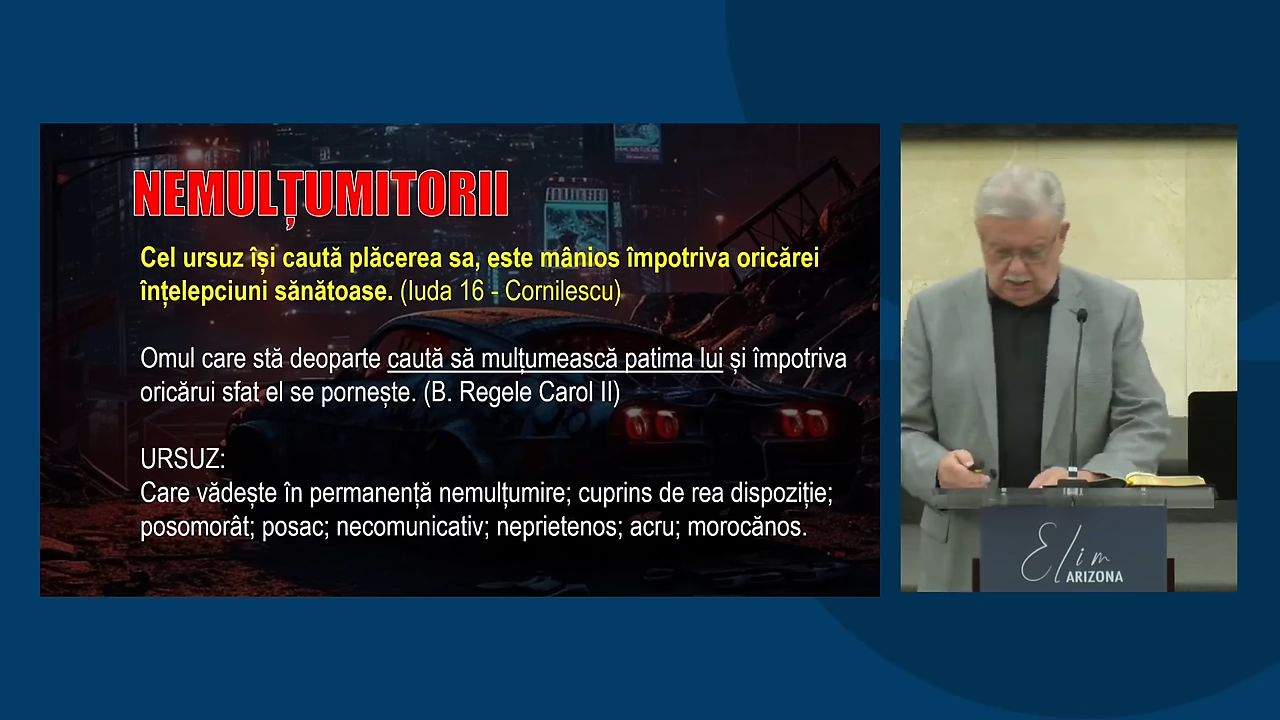 NEMULȚUMITORII
Cel ursuz își caută plăcerea sa, este mânios împotriva oricărei
înțelepciuni sănătoase. (Iuda 16 - Cornilescu)
Omul care stă deoparte caută să mulțumească patima lui și împotriva
oricărui sfat el se pornește. (B. Regele Carol II)
URSUZ:
Care vădește în permanență nemulțumire; cuprins de rea dispoziție;
posomorât; posac; necomunicativ; neprietenos; acru; morocănos.
Elim
ARIZONA